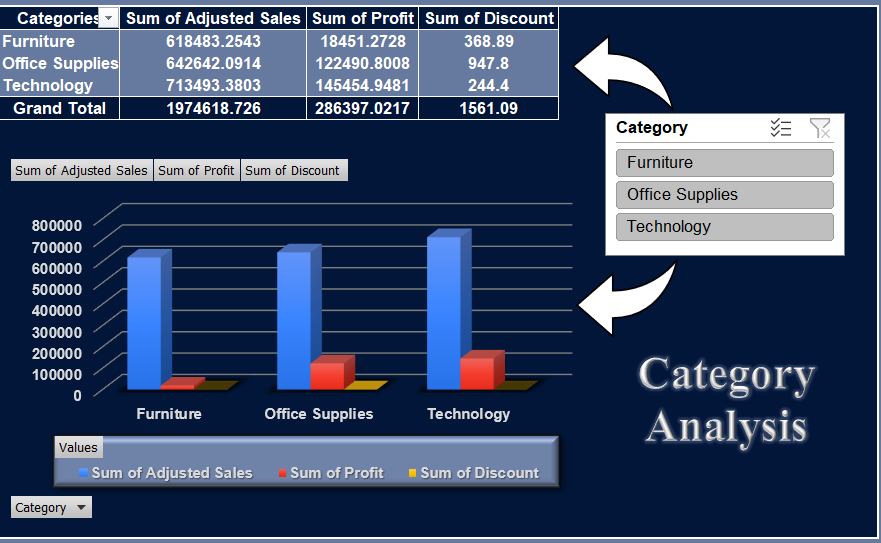 Categories Sum of Adjusted Sales Sum of Profit Sum of Discount
Furniture 618483.2543 18451.2728 368.89
Office Supplies 642642.0914 122490.8008 947.8
Technology 713493.3803 145454.9481 244.4
Grand Total 1974618.726 286397.0217 1561.09
Category
Furniture
Office Supplies
Technology
Sum of Adjusted Sales Sum of Profit Sum of Discount
800000
700000
600000
500000
400000
300000
200000
100000
0
Furniture Office Supplies Technology
Values
Sum of Adjusted Sales Sum of Profit Sum of Discount
Category
Category
Analysis